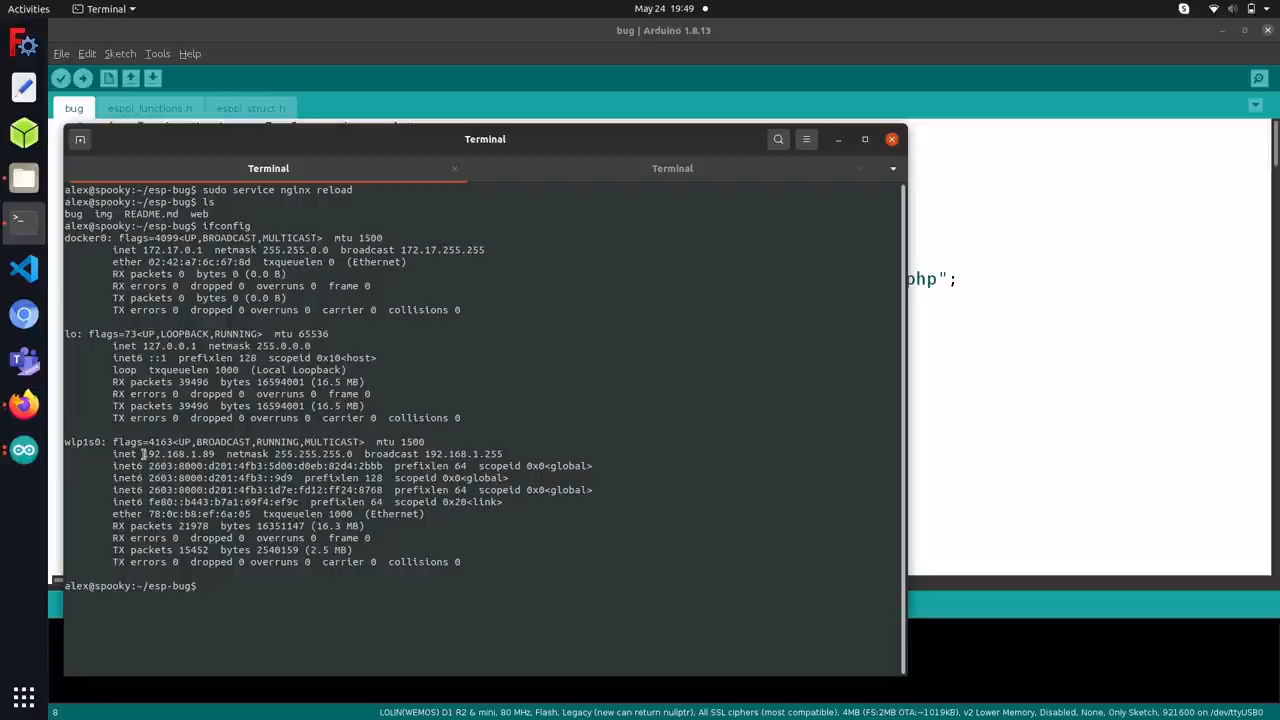 Activities
Terminal
May 24 19:49
bug | Arduino 1.8.13
File Edit Sketch Tools Help
bug
esppl_functions.h
esppl_struct.h
Terminal
Terminal
Terminal
alex@spooky:~/esp-bug$ sudo service nginx reload
alex@spooky:~/esp-bug$ ls
bug img README.md web
alex@spooky:~/esp-bug$ ifconfig
docker0: flags=4099<UP,BROADCAST,MULTICAST> mtu 1500
inet 172.17.0.1 netmask 255.255.0.0 broadcast 172.17.255.255
ether 02:42:a7:6c:67:8d txqueuelen 0 (Ethernet)
RX packets 0 bytes 0 (0.0 B)
RX errors 0 dropped 0 overruns 0 frame 0
TX packets 0 bytes 0 (0.0 B)
TX errors 0 dropped 0 overruns 0 carrier 0 collisions 0
lo: flags=73<UP,LOOPBACK,RUNNING> mtu 65536
inet 127.0.0.1 netmask 255.0.0.0
inet6 ::1 prefixlen 128 scopeid 0x10<host>
loop txqueuelen 1000 (Local Loopback)
RX packets 39496 bytes 16594001 (16.5 MB)
RX errors 0 dropped 0 overruns 0 frame 0
TX packets 39496 bytes 16594001 (16.5 MB)
TX errors 0 dropped 0 overruns 0 carrier 0 collisions 0
wlp1s0: flags=4163<UP,BROADCAST,RUNNING,MULTICAST> mtu 1500
inet 192.168.1.89 netmask 255.255.255.0 broadcast 192.168.1.255
inet6 2603:8000:d201:4fb3:5d00:d0eb:82d4:2bbb prefixlen 64 scopeid 0x0<global>
inet6 2603:8000:d201:4fb3::9d9 prefixlen 128 scopeid 0x0<global>
inet6 2603:8000:d201:4fb3:1d7e:fd12:ff24:8768 prefixlen 64 scopeid 0x0<global>
inet6 fe80::b443:b7a1:69f4:ef9c prefixlen 64 scopeid 0x20<link>
ether 78:0c:b8:ef:6a:05 txqueuelen 1000 (Ethernet)
RX packets 21978 bytes 16351147 (16.3 MB)
RX errors 0 dropped 0 overruns 0 frame 0
TX packets 15452 bytes 2540159 (2.5 MB)
TX errors 0 dropped 0 overruns 0 carrier 0 collisions 0
alex@spooky:~/esp-bug$
php";
8
LOLIN(WEMOS) D1 R2 & mini, 80 MHz, Flash, Legacy (new can return nullptr), All SSL ciphers (most compatible), 4MB (FS:2MB OTA:~1019KB), v2 Lower Memory, Disabled, None, Only Sketch, 921600 on /dev/ttyUSB0